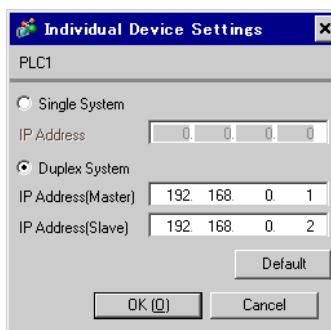 Individual Device Settings
PLC1
Single System
IP Address 0. 0. 0. 0
Duplex System
IP Address(Master) 192. 168. 0. 1
IP Address(Slave) 192. 168. 0. 2
Default
OK (O) Cancel